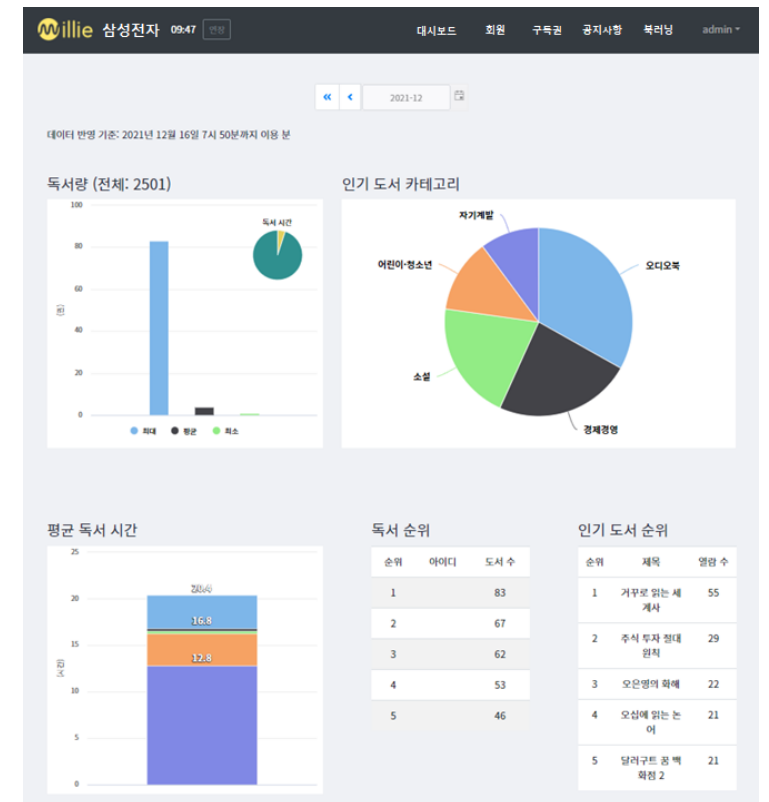 Millie 삼성전자 09:47 연장 대시보드 회원 구독권 공지사항 북러닝 admin
« ‹ 2021-12
데이터 반영 기준: 2021년 12월 16일 7시 50분까지 이용 분
독서량 (전체: 2501)
100
80
60
40
20
0
(권)
독서 시간
최대 평균 최소
인기 도서 카테고리
자기계발
어린이·청소년
오디오북
소설
경제경영
평균 독서 시간
25
20
15
10
5
0
(시간)
20.4
16.8
12.8
독서 순위
순위 아이디 도서 수
1 83
2 67
3 62
4 53
5 46
인기 도서 순위
순위 제목 열람 수
1 거꾸로 읽는 세 55
계사
2 주식 투자 절대 29
원칙
3 오은영의 화해 22
4 오십에 읽는 논 21
어
5 달러구트 꿈 백 21
화점 2